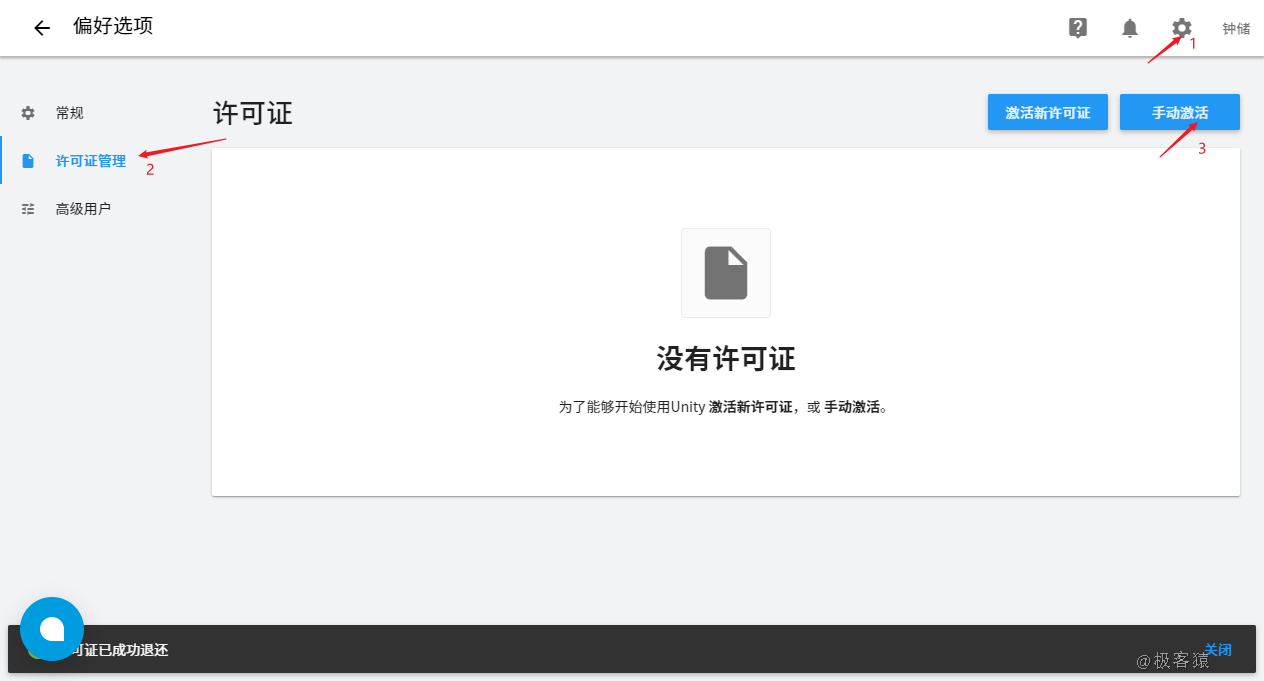 偏好选项
钟储
1
常规
许可证管理
2
高级用户
许可证
激活新许可证
手动激活
3
没有许可证
为了能够开始使用Unity 激活新许可证，或 手动激活。
可证已成功退还
关闭
@极客猿